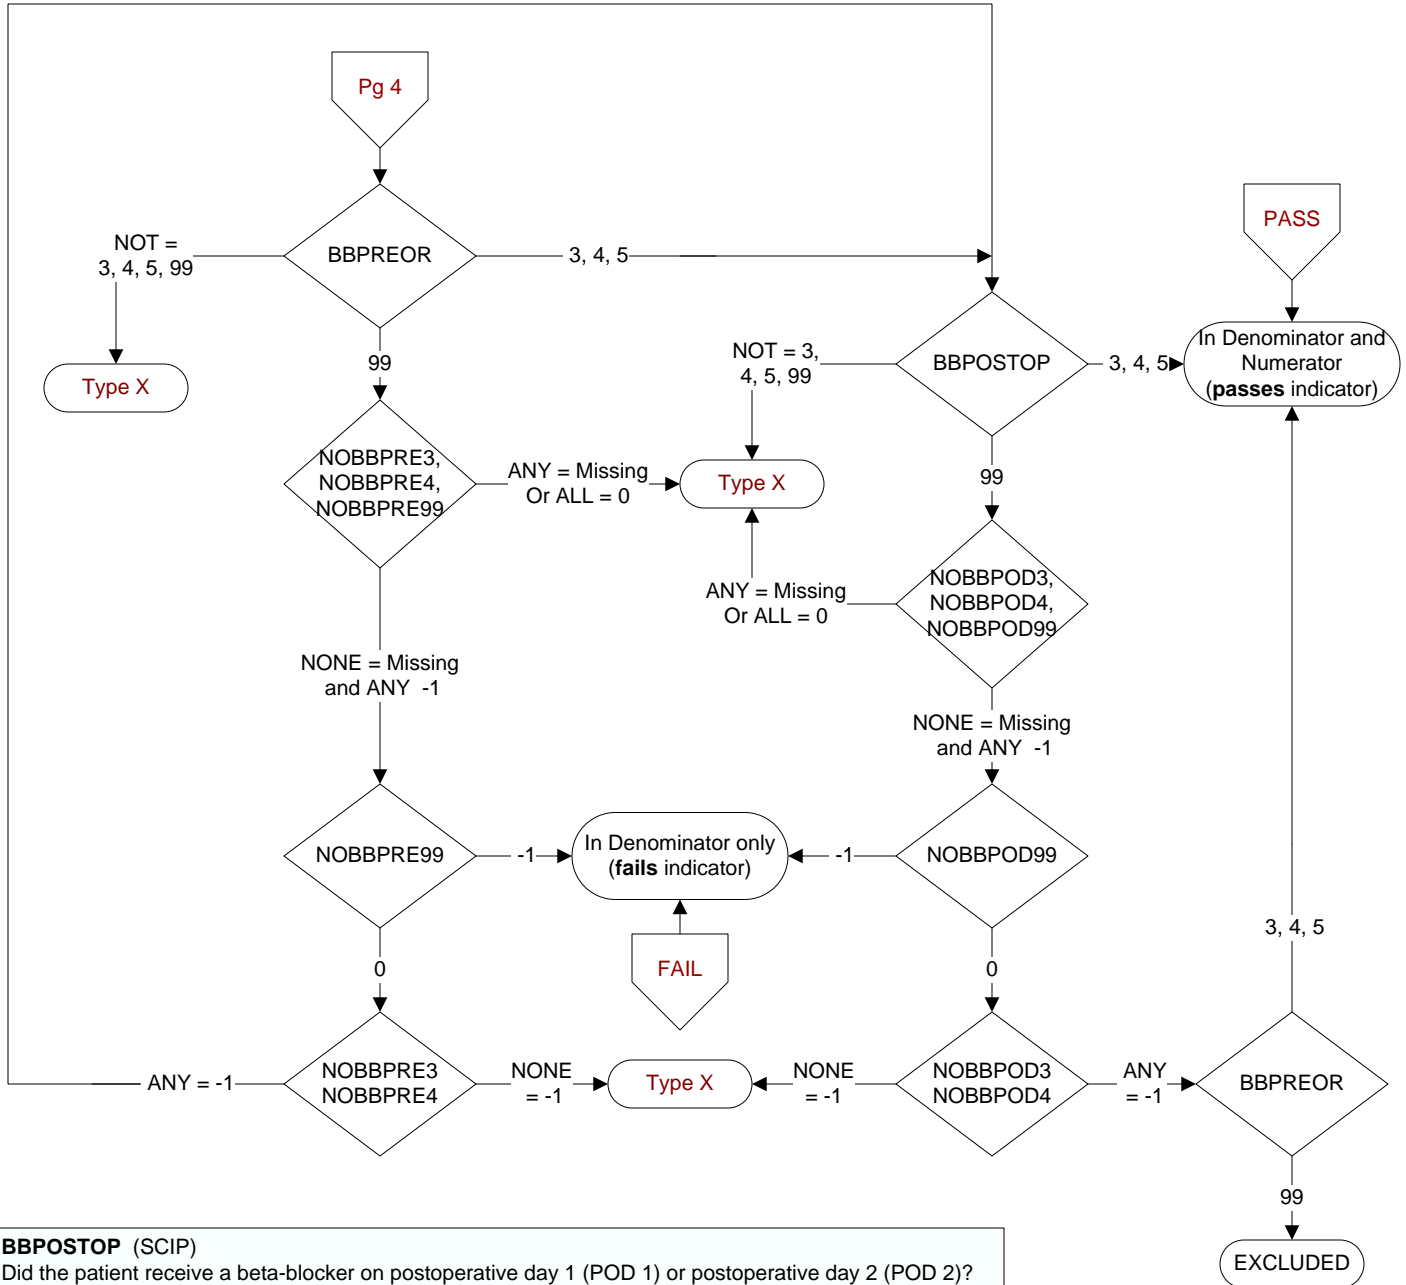 Pg 4
PASS
NOT =
3, 4, 5, 99
BBPREOR
3, 4, 5
In Denominator and
Numerator
(passes indicator)
Type X
99
NOT = 3,
4, 5, 99
BBPOSTOP
3, 4, 5
NOBBPRE3,
NOBBPRE4,
NOBBPRE99
ANY = Missing
Or ALL = 0
Type X
99
ANY = Missing
Or ALL = 0
NOBBPOD3,
NOBBPOD4,
NOBBPOD99
NONE = Missing
and ANY -1
NONE = Missing
and ANY -1
NOBBPRE99
-1
In Denominator only
(fails indicator)
-1
NOBBPOD99
3, 4, 5
0
FAIL
0
ANY = -1
NOBBPRE3
NOBBPRE4
NONE
= -1
Type X
NONE
= -1
NOBBPOD3
NOBBPOD4
ANY
= -1
BBPREOR
99
EXCLUDED
BBPOSTOP (SCIP)
Did the patient receive a beta-blocker on postoperative day 1 (POD 1) or postoperative day 2 (POD 2)?